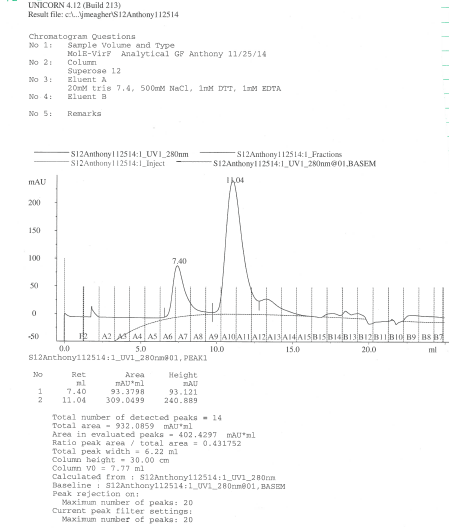 UNICORN 4.12 (Build 213)
Result file: c:\...\jmeagher\S12Anthony112514
Chromatogram Questions
No 1: Sample Volume and Type
MolE-VirF Analytical GF Anthony 11/25/14
No 2: Column
Superose 12
No 3: Eluent A
20mM tris 7.4, 500mM NaCl, 1mM DTT, 1mM EDTA
No 4: Eluent B
No 5: Remarks
S12Anthony112514:1_UV1_280nm S12Anthony112514:1_Fractions
S12Anthony112514:1_Inject S12Anthony112514:1_UV1_280nm@01,BASEM
mAU
11.04
200
150
100
7.40
50
0
-50
F2 A2 A3 A4 A5 A6 A7 A8 A9 A10 A11 A12 A13 A14 A15 B15 B14 B13 B12 B11 B10 B9 B8 B7
0.0 5.0 10.0 15.0 20.0 ml
S12Anthony112514:1_UV1_280nm@01,PEAK1
No Ret Area Height
ml mAU*ml mAU
1 7.40 93.3798 93.121
2 11.04 309.0499 240.889
Total number of detected peaks = 14
Total area = 932.0859 mAU*ml
Area in evaluated peaks = 402.4297 mAU*ml
Ratio peak area / total area = 0.431752
Total peak width = 6.22 ml
Column height = 30.00 cm
Column V0 = 7.77 ml
Calculated from : S12Anthony112514:1_UV1_280nm
Baseline : S12Anthony112514:1_UV1_280nm@01,BASEM
Peak rejection on:
Maximum number of peaks: 20
Current peak filter settings:
Maximum number of peaks: 20